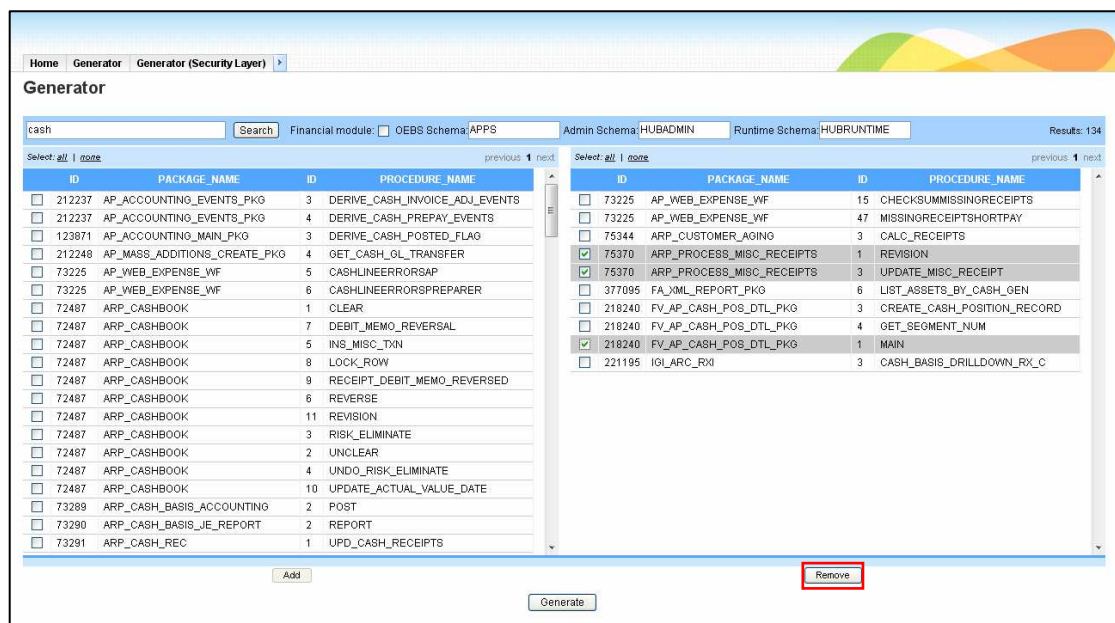 Home Generator Generator (Security Layer)
Generator
cash Search Financial module: OEBS Schema: APPS Admin Schema: HUBADMIN Runtime Schema: HUBRUNTIME Results: 134
Select: all | none previous 1 next
ID PACKAGE_NAME ID PROCEDURE_NAME
212237 AP_ACCOUNTING_EVENTS_PKG 3 DERIVE_CASH_INVOICE_ADJ_EVENTS
212237 AP_ACCOUNTING_EVENTS_PKG 4 DERIVE_CASH_PREPAY_EVENTS
123871 AP_ACCOUNTING_MAIN_PKG 3 DERIVE_CASH_POSTED_FLAG
212248 AP_MASS_ADDITIONS_CREATE_PKG 4 GET_CASH_GL_TRANSFER
73225 AP_WEB_EXPENSE_WF 5 CASHLINEERRORSAP
73225 AP_WEB_EXPENSE_WF 6 CASHLINEERRORSPREPARER
72487 ARP_CASHBOOK 1 CLEAR
72487 ARP_CASHBOOK 7 DEBIT_MEMO_REVERSAL
72487 ARP_CASHBOOK 5 INS_MISC_TXN
72487 ARP_CASHBOOK 8 LOCK_ROW
72487 ARP_CASHBOOK 9 RECEIPT_DEBIT_MEMO_REVERSED
72487 ARP_CASHBOOK 6 REVERSE
72487 ARP_CASHBOOK 11 REVISION
72487 ARP_CASHBOOK 3 RISK_ELIMINATE
72487 ARP_CASHBOOK 2 UNCLEAR
72487 ARP_CASHBOOK 4 UNDO_RISK_ELIMINATE
72487 ARP_CASHBOOK 10 UPDATE_ACTUAL_VALUE_DATE
73289 ARP_CASH_BASIS_ACCOUNTING 2 POST
73290 ARP_CASH_BASIS_JE_REPORT 2 REPORT
73291 ARP_CASH_REC 1 UPD_CASH_RECEIPTS
Add
Select: all | none previous 1 next
ID PACKAGE_NAME ID PROCEDURE_NAME
73225 AP_WEB_EXPENSE_WF 15 CHECKSUMMISSINGRECEIPTS
73225 AP_WEB_EXPENSE_WF 47 MISSINGRECEIPTSHORTPAY
75344 ARP_CUSTOMER_AGING 3 CALC_RECEIPTS
75370 ARP_PROCESS_MISC_RECEIPTS 1 REVISION
75370 ARP_PROCESS_MISC_RECEIPTS 3 UPDATE_MISC_RECEIPT
377095 FA_XML_REPORT_PKG 6 LIST_ASSETS_BY_CASH_GEN
218240 FV_AP_CASH_POS_DTL_PKG 3 CREATE_CASH_POSITION_RECORD
218240 FV_AP_CASH_POS_DTL_PKG 4 GET_SEGMENT_NUM
218240 FV_AP_CASH_POS_DTL_PKG 1 MAIN
221195 IGI_ARC_RXI 3 CASH_BASIS_DRILLDOWN_RX_C
Remove
Generate